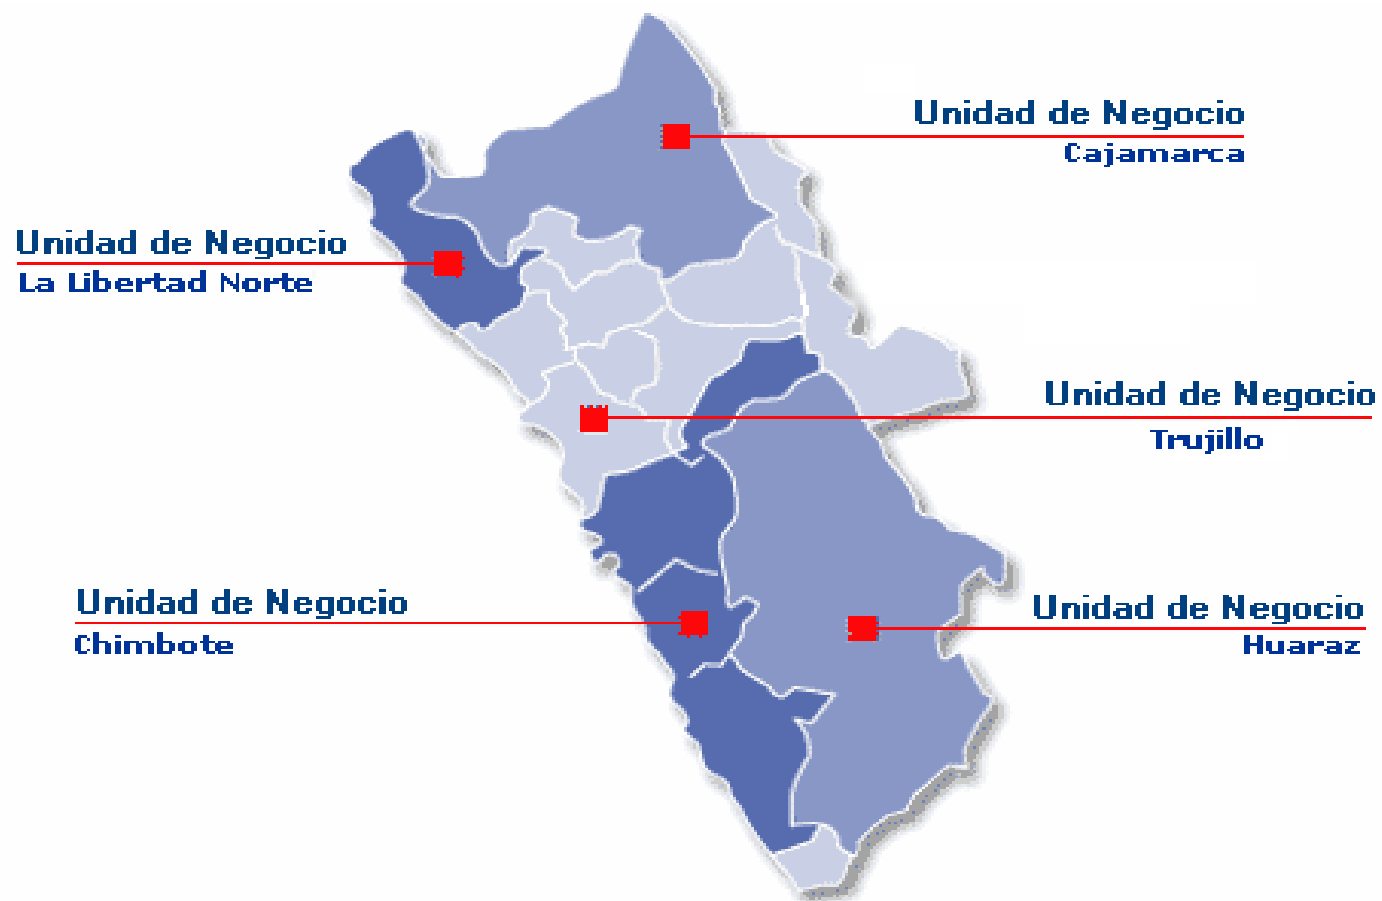 Unidad de Negocio
Cajamarca
Unidad de Negocio
La Libertad Norte
Unidad de Negocio
Trujillo
Unidad de Negocio
Chimbote
Unidad de Negocio
Huaraz